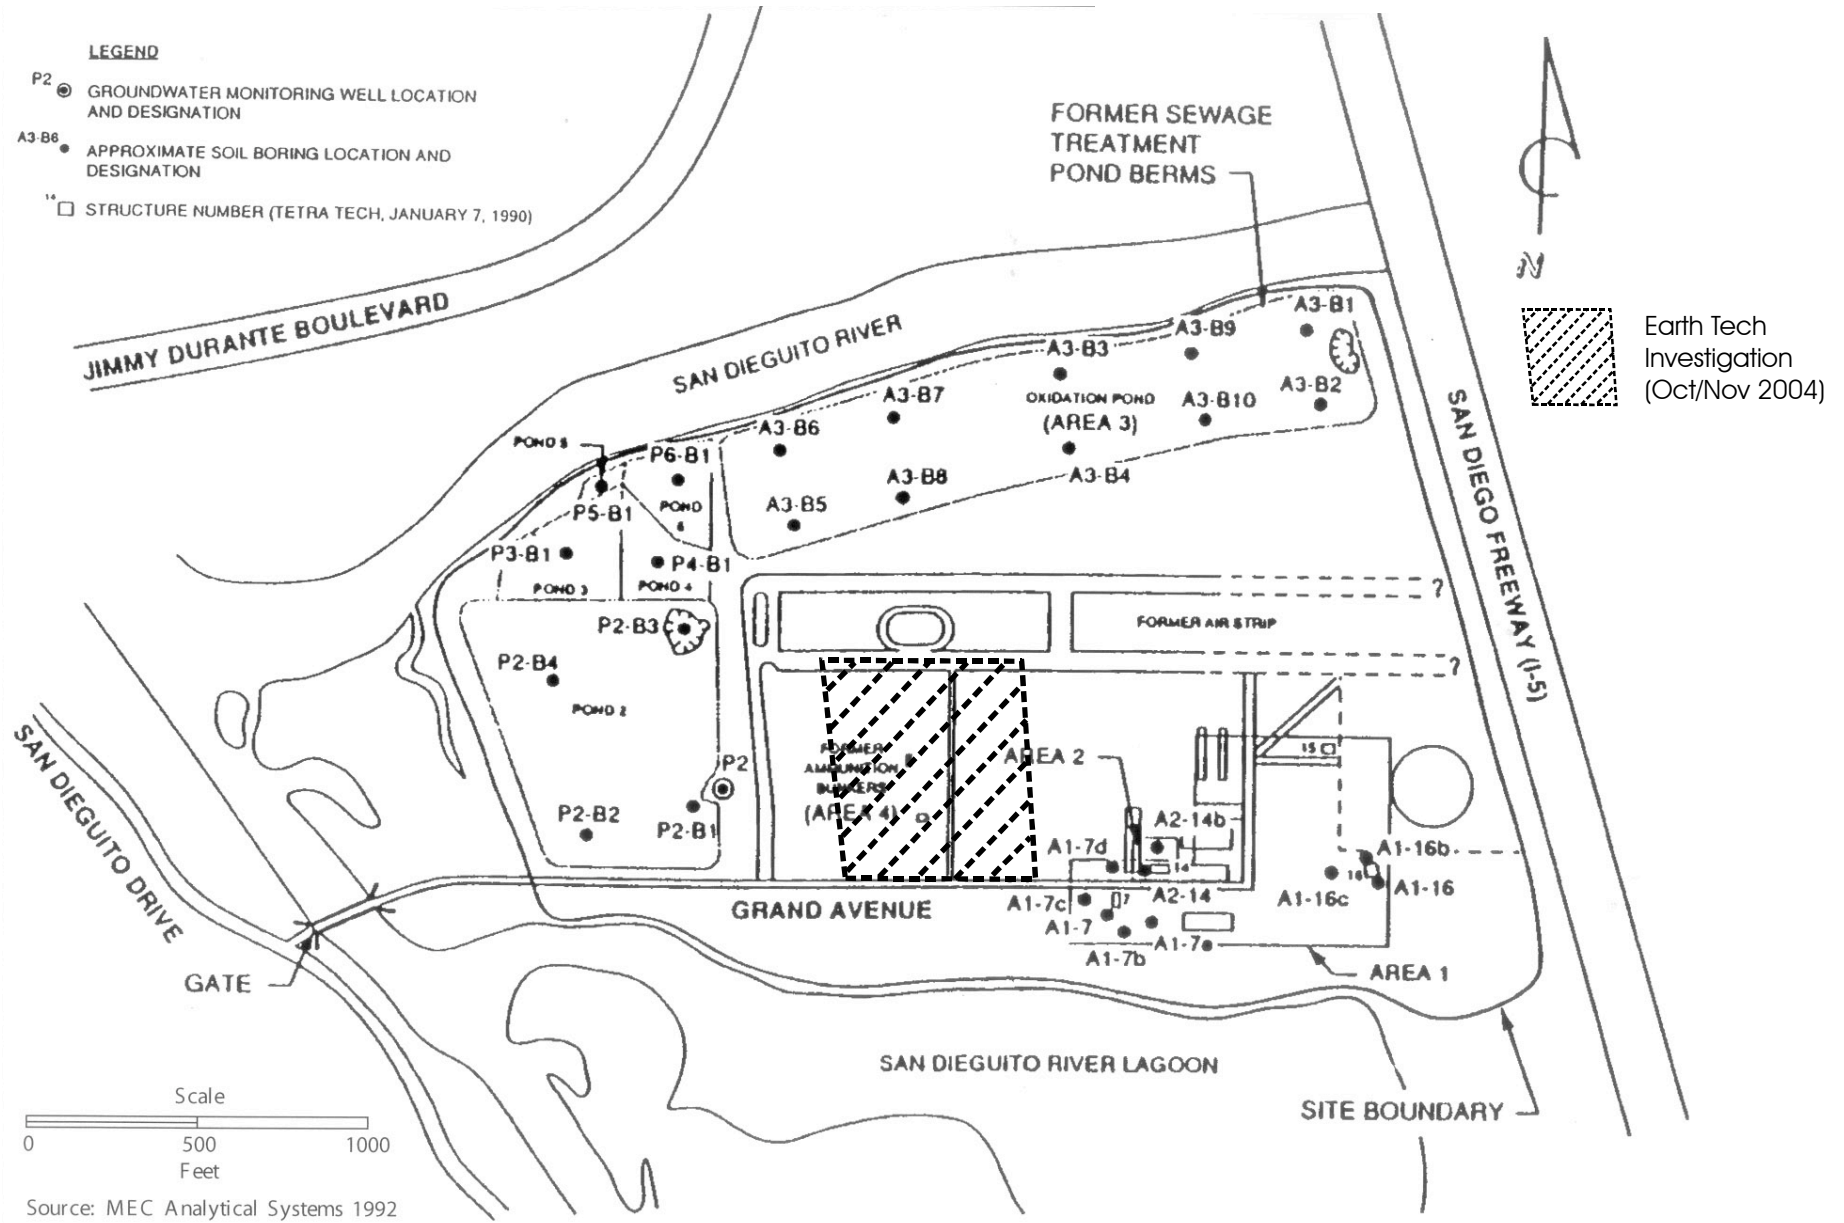 LEGEND
P2
GROUNDWATER MONITORING WELL LOCATION
AND DESIGNATION
A3-B6
APPROXIMATE SOIL BORING LOCATION AND
DESIGNATION
STRUCTURE NUMBER (TETRA TECH, JANUARY 7, 1990)
FORMER SEWAGE
TREATMENT
POND BERMS
N
Earth Tech
Investigation
(Oct/Nov 2004)
JIMMY DURANTE BOULEVARD
SAN DIEGUITO RIVER
A3-B1
A3-B9
A3-B3
A3-B2
A3-B7
OXIDATION POND
(AREA 3)
A3-B10
A3-B6
A3-B4
A3-B8
A3-B5
P6-B1
POND
6
P5-B1
P3-B1
P4-B1
POND 3
POND 4
SAN DIEGO FREEWAY (I-5)
?
FORMER AIR STRIP
?
P2-B3
P2-B4
POND 2
P2
P2-B2
P2-B1
FORMER
AMMUNITION
BUNKERS
(AREA 4)
AREA 2
15
A2-14b
A1-7d
14
A2-14
A1-16b
16
A1-16
A1-16c
A1-7c
7
A1-7
A1-7b
AREA 1
GRAND AVENUE
SAN DIEGUITO DRIVE
GATE
SAN DIEGUITO RIVER LAGOON
SITE BOUNDARY
Scale
0 500 1000
Feet
Source: MEC Analytical Systems 1992